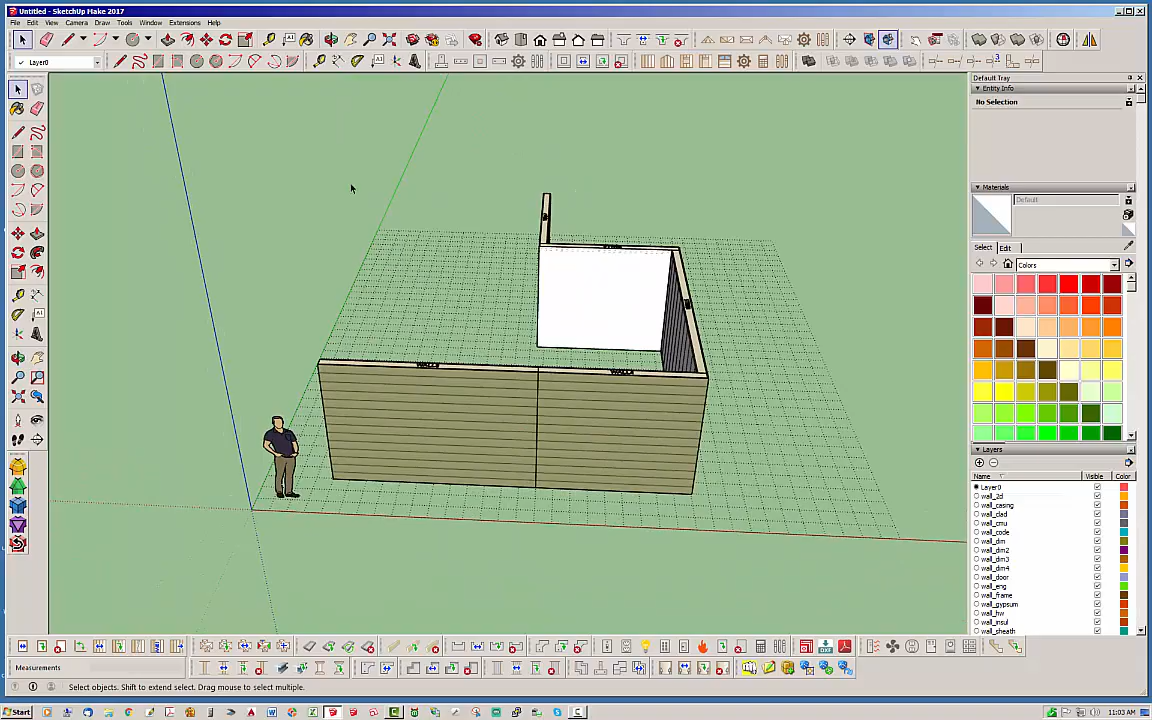 Untitled - SketchUp Make 2017
File Edit View Camera Draw Tools Window Extensions Help
Layer0
Default Tray
Entity Info
No Selection
Materials
Default
Select Edit
Colors
Layers
Name Visible Color
Layer0
wall_2d
wall_casing
wall_clad
wall_cmu
wall_code
wall_dim
wall_dim2
wall_dim3
wall_dim4
wall_door
wall_eng
wall_frame
wall_gypsum
wall_hw
wall_insul
wall_sheath
Measurements
Select objects. Shift to extend select. Drag mouse to select multiple.
Start
11:03 AM